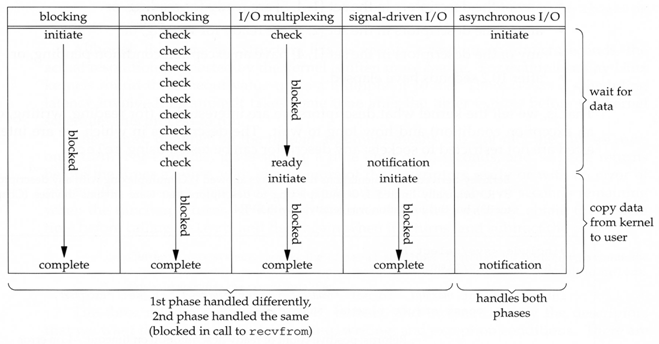 blocking nonblocking I/O multiplexing signal-driven I/O asynchronous I/O
initiate check check initiate
check
check
check
check
check
check
check
check ready notification
initiate initiate
blocked
blocked
blocked
blocked
blocked
complete complete complete complete notification
wait for
data
copy data
from kernel
to user
1st phase handled differently,
2nd phase handled the same
(blocked in call to recvfrom)
handles both
phases